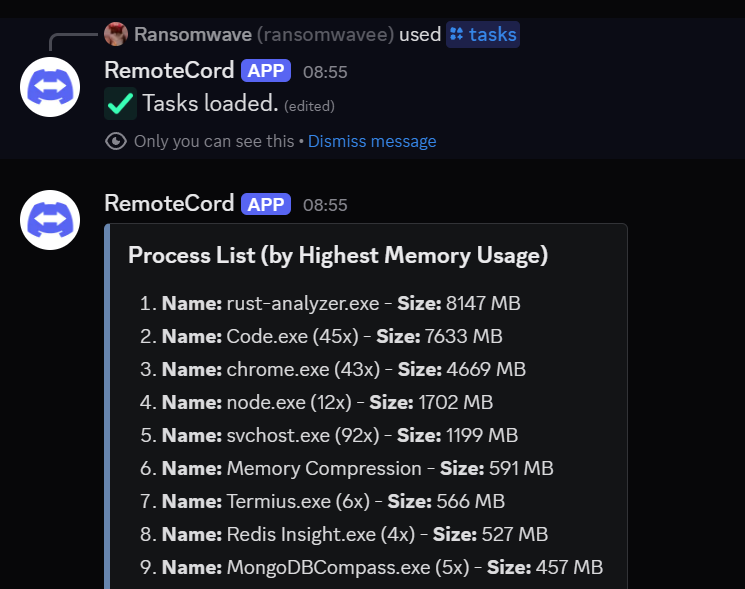 Ransomwave (ransomwavee) used tasks
RemoteCord APP 08:55
Tasks loaded. (edited)
Only you can see this • Dismiss message
RemoteCord APP 08:55
Process List (by Highest Memory Usage)
1. Name: rust-analyzer.exe - Size: 8147 MB
2. Name: Code.exe (45x) - Size: 7633 MB
3. Name: chrome.exe (43x) - Size: 4669 MB
4. Name: node.exe (12x) - Size: 1702 MB
5. Name: svchost.exe (92x) - Size: 1199 MB
6. Name: Memory Compression - Size: 591 MB
7. Name: Termius.exe (6x) - Size: 566 MB
8. Name: Redis Insight.exe (4x) - Size: 527 MB
9. Name: MongoDBCompass.exe (5x) - Size: 457 MB